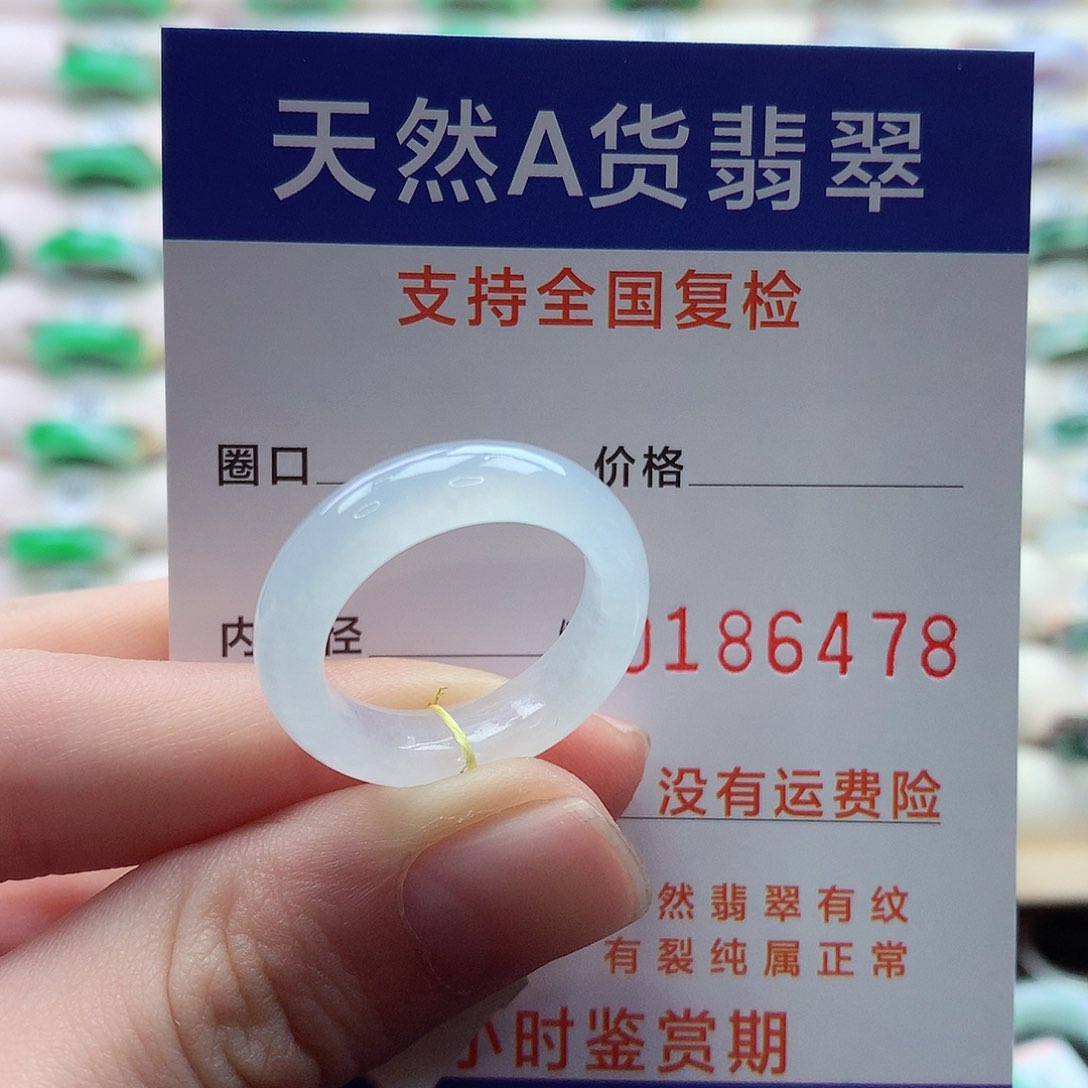 天然A货翡翠
支持全国复检
圈口 价格
内 径 0186478
没有运费险
然翡翠有纹
有裂纯属正常
小时鉴赏期